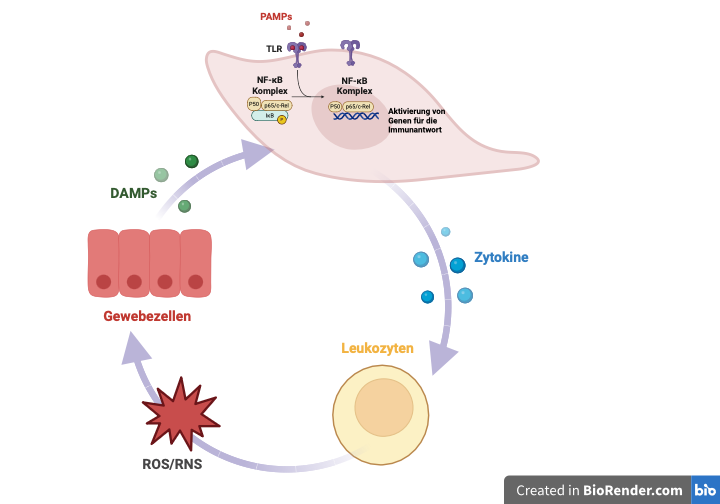 PAMPs
TLR
NF-κB
Komplex
P50
p65/c-Rel
IκB
P
NF-κB
Komplex
P50
p65/c-Rel
Aktivierung von
Genen für die
Immunantwort
DAMPs
Zytokine
Gewebezellen
Leukozyten
ROS/RNS
Created in BioRender.com
bio